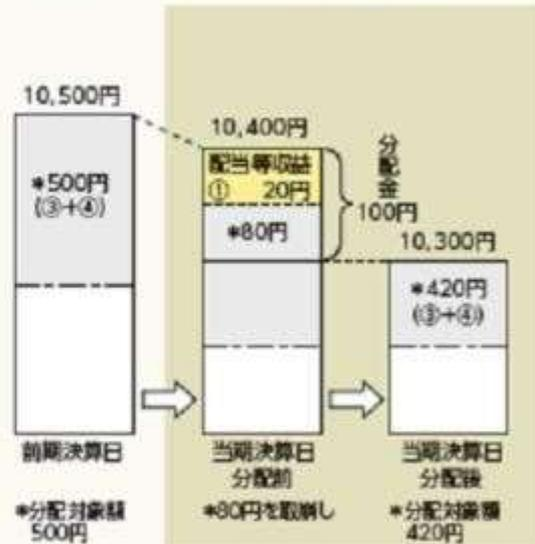 10,500円
*500円
(③+④)
10,400円
配当等収益
① 20円
*80円
分配金
100円
10,300円
*420円
(③+④)
前期決算日
当期決算日
分配前
当期決算日
分配後
*分配対象額
500円
*80円を取崩し
*分配対象額
420円